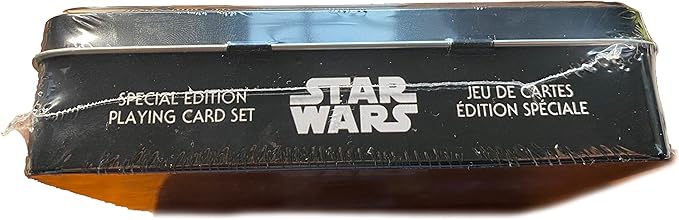 SPECIAL EDITION
PLAYING CARD SET
STAR
WARS
JEU DE CARTES
ÉDITION SPÉCIALE